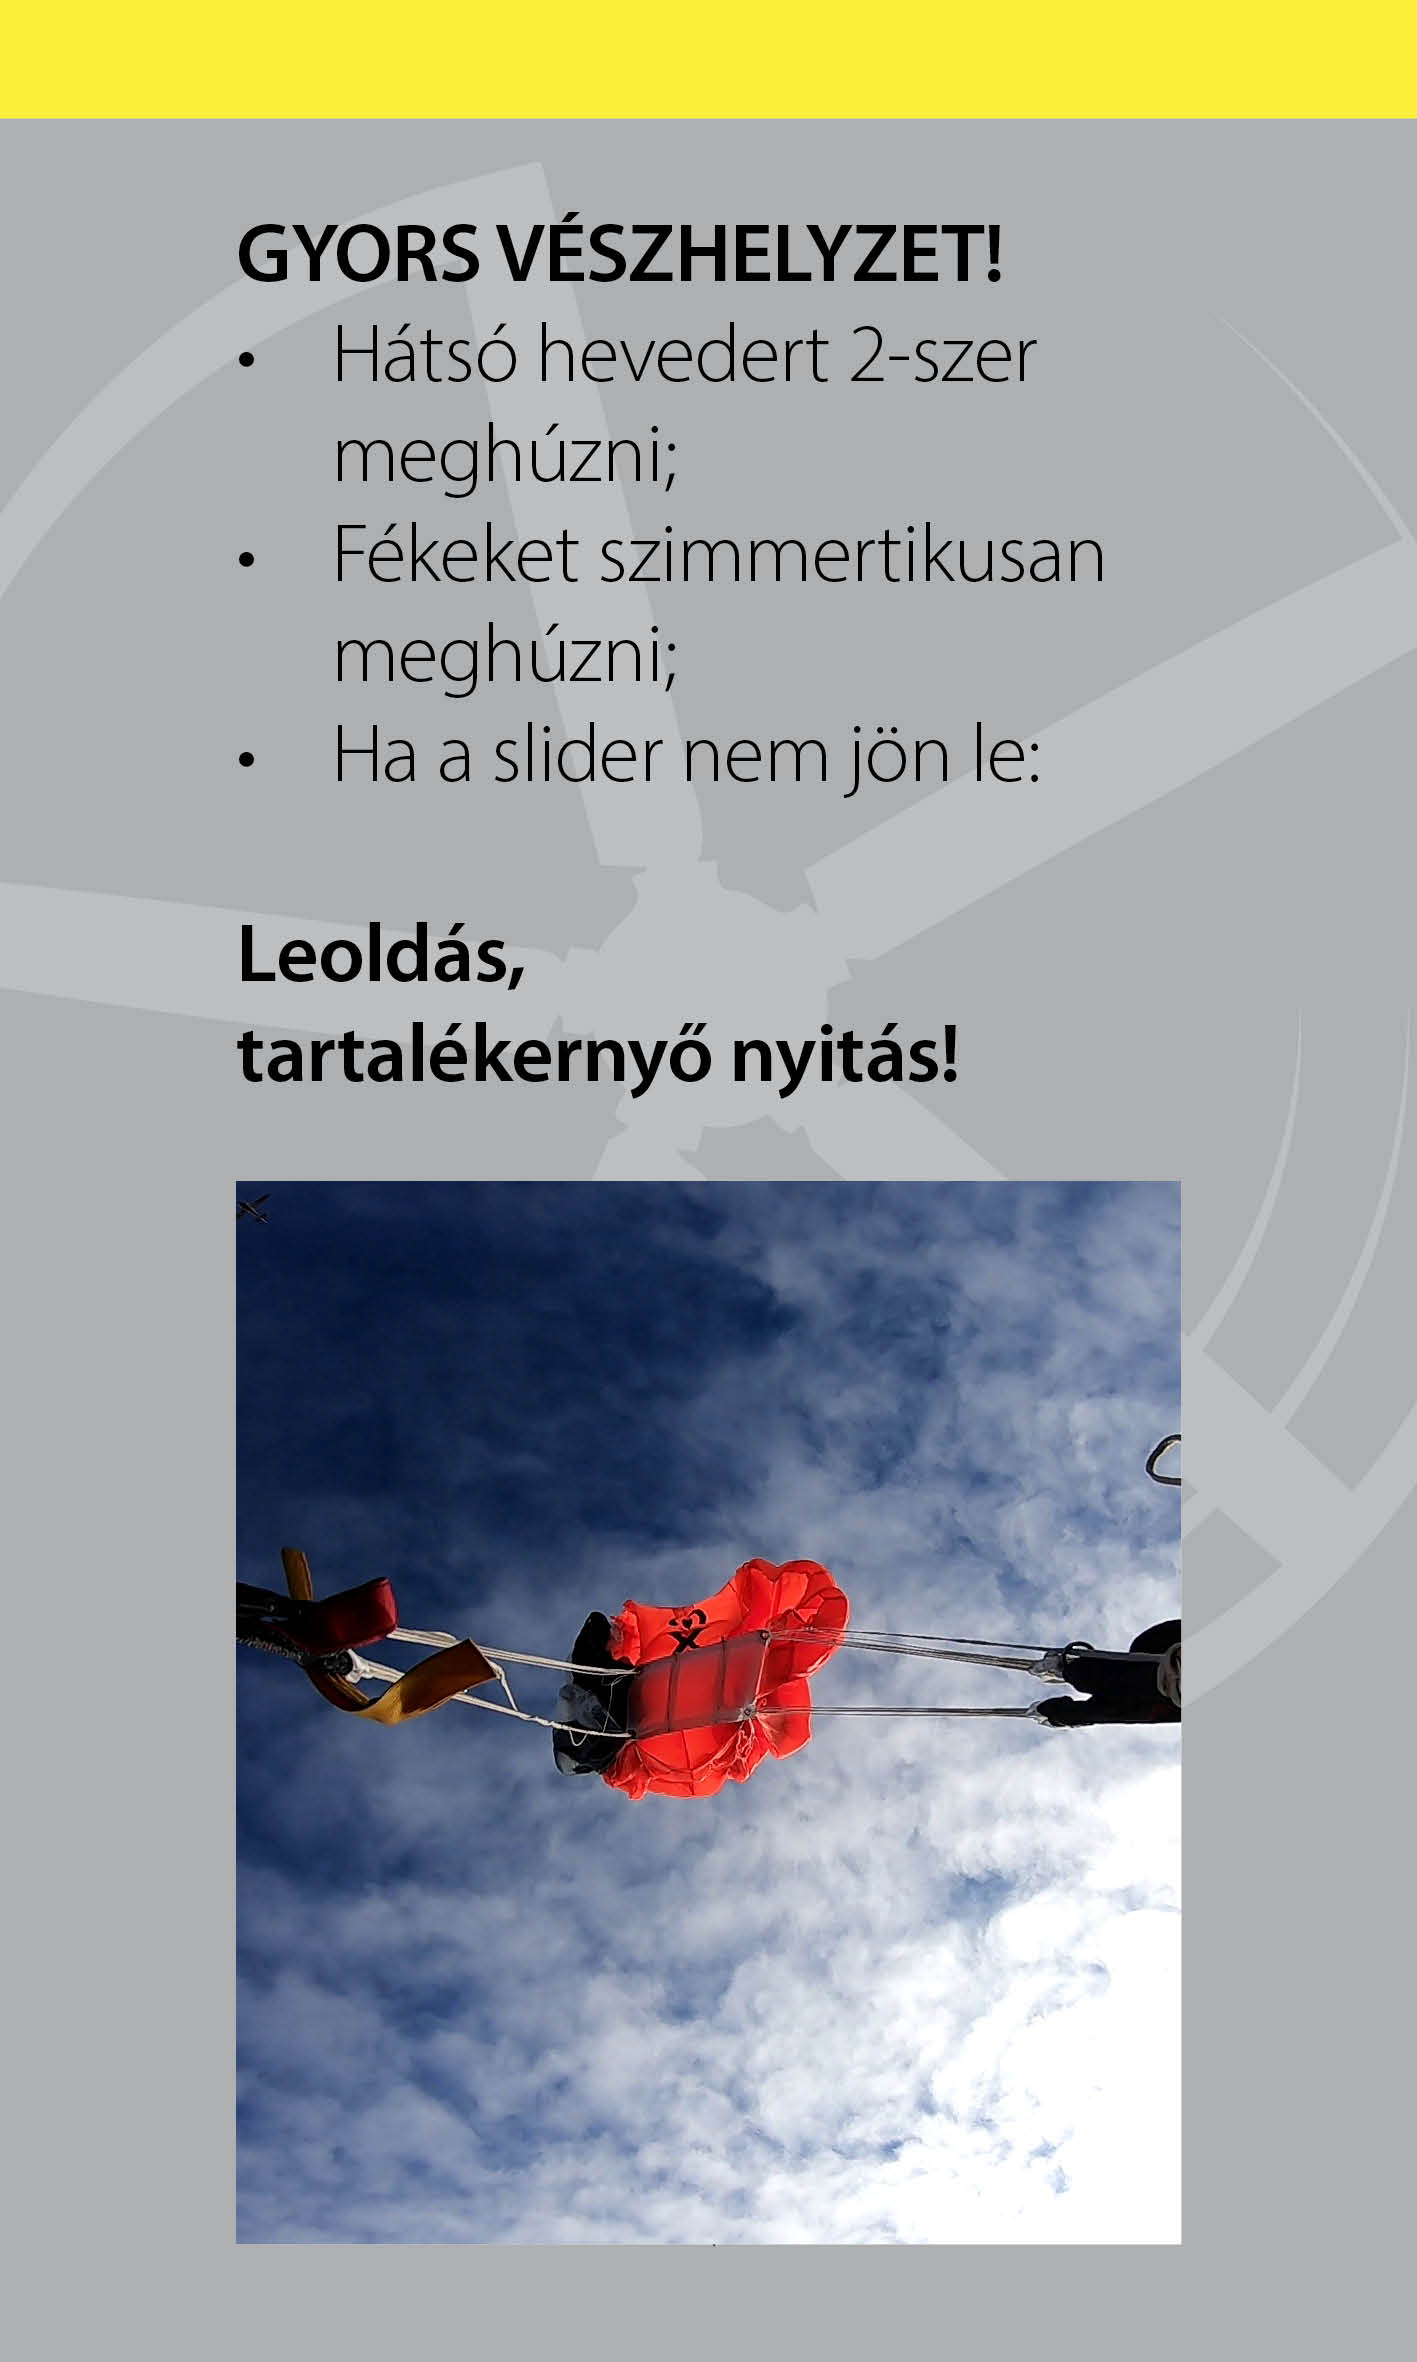 GYORS VÉSZHELYZET!
• Hátsó hevedert 2-szer
meghúzni;
• Fékeket szimmertikusan
meghúzni;
• Ha a slider nem jön le:
Leoldás,
tartalékernyő nyitás!